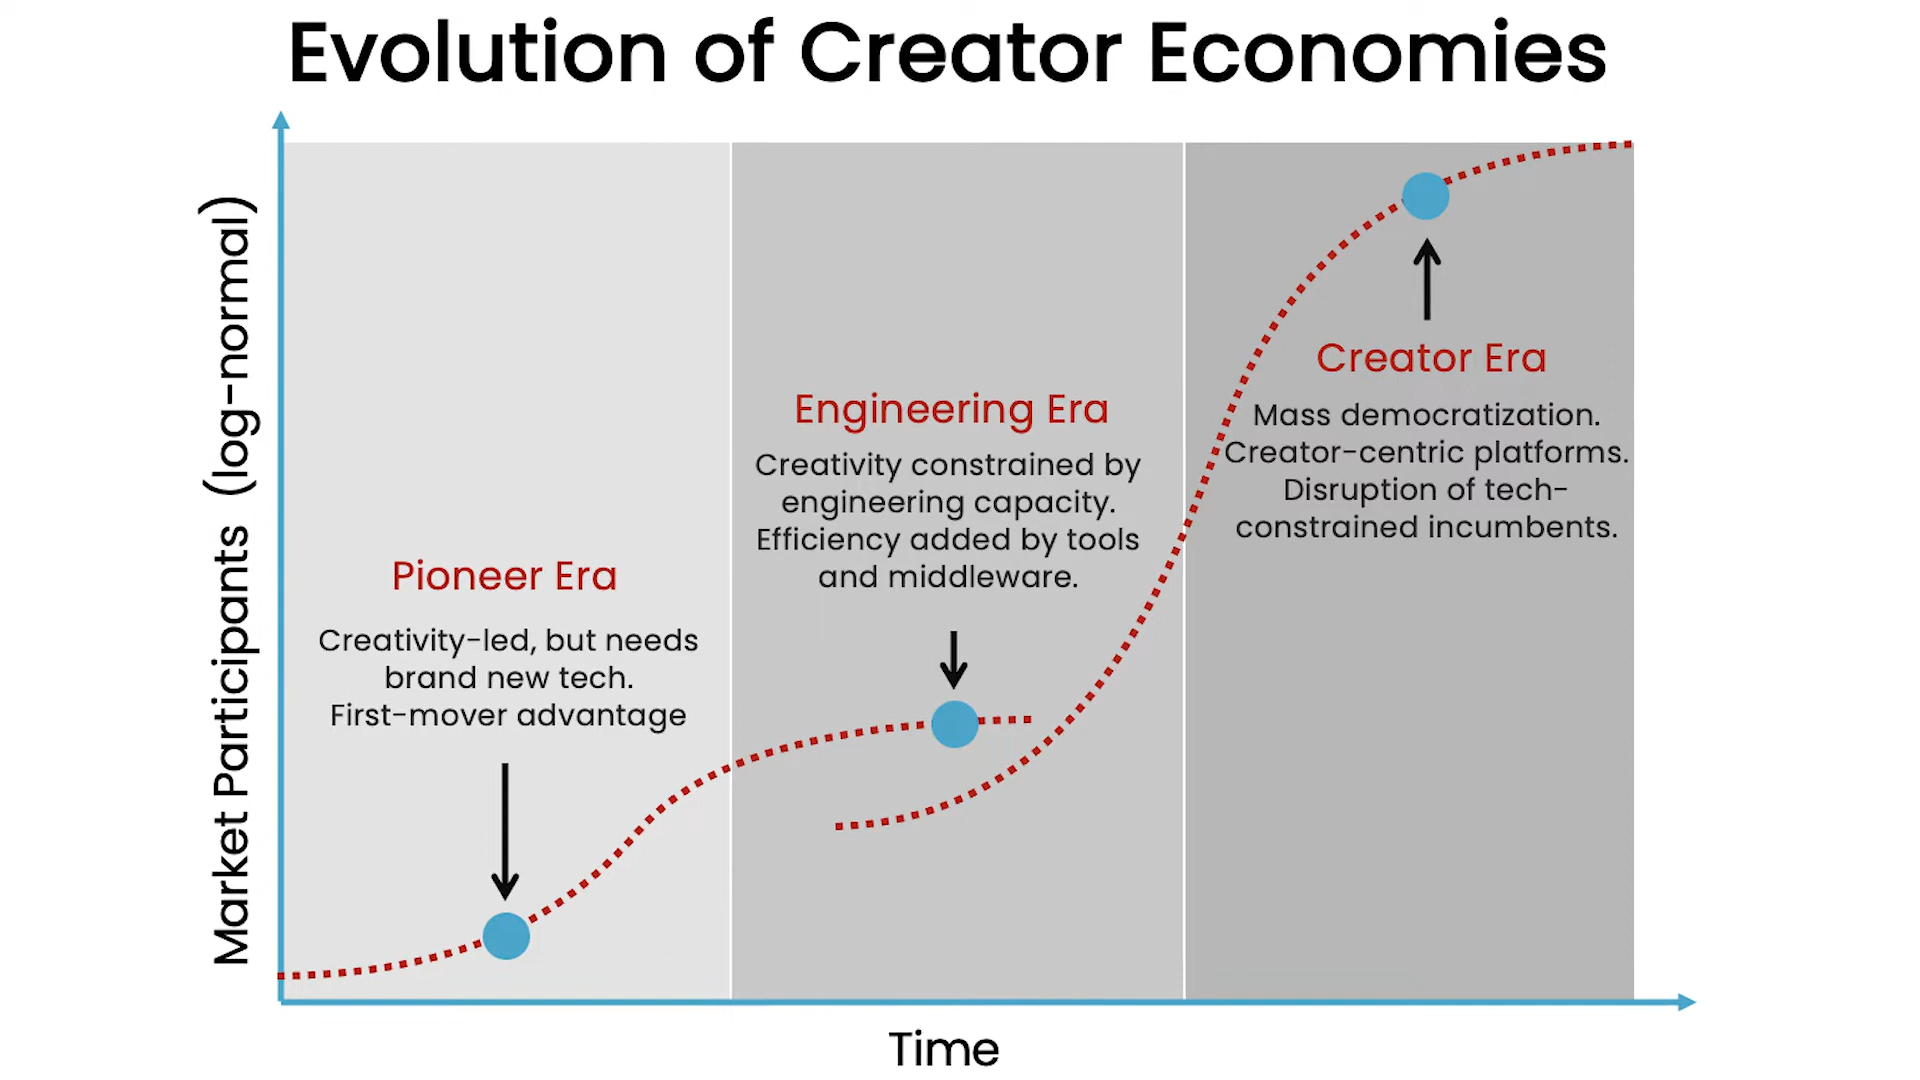 Evolution of Creator Economies
Market Participants (log-normal)
Pioneer Era
Creativity-led, but needs
brand new tech.
First-mover advantage
Engineering Era
Creativity constrained by
engineering capacity.
Efficiency added by tools
and middleware.
Creator Era
Mass democratization.
Creator-centric platforms.
Disruption of tech-
constrained incumbents.
Time